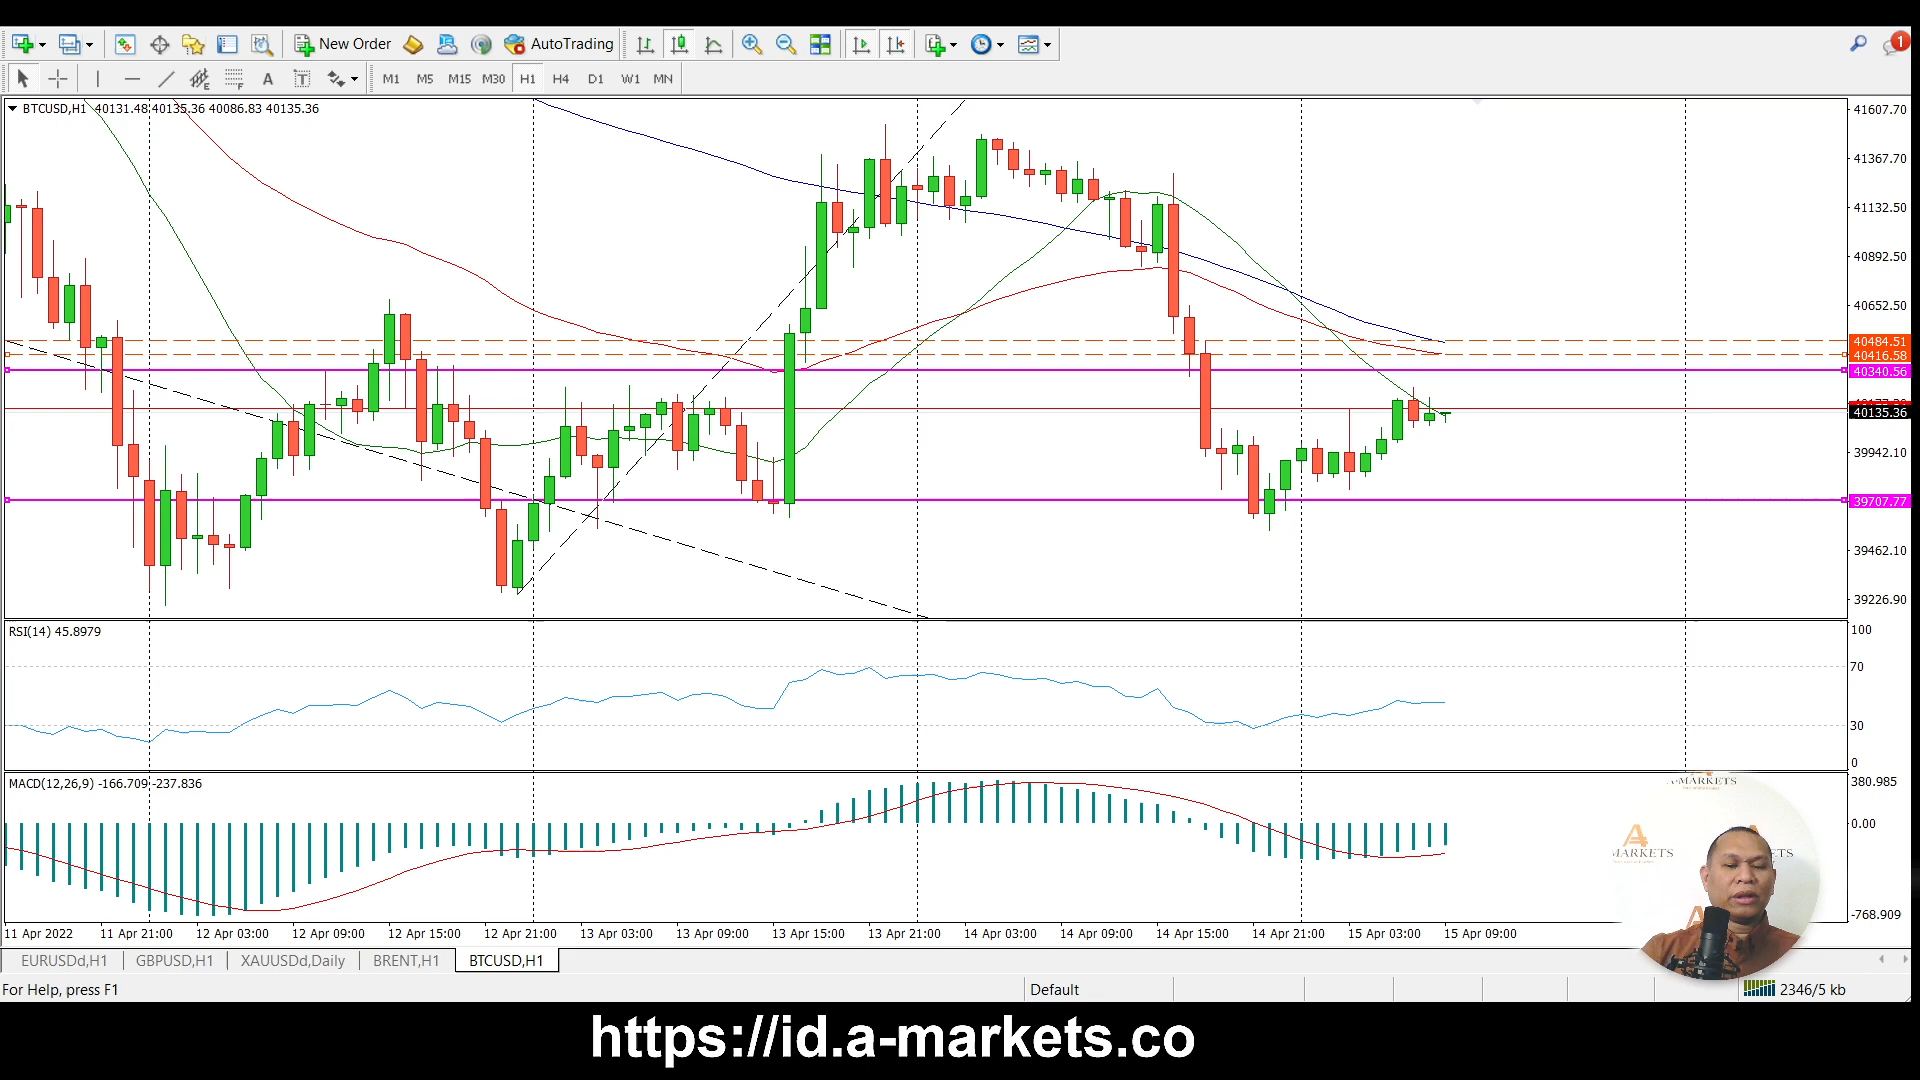 New Order AutoTrading 1
A T M1 M5 M15 M30 H1 H4 D1 W1 MN
BTCUSD,H1 40131.48 40135.36 40086.83 40135.36
41607.70
41367.70
41132.50
40892.50
40652.50
40484.51
40416.58
40340.56
40135.36
39942.10
39707.77
39462.10
39226.90
RSI(14) 45.8979
100
70
30
0
MACD(12,26,9) -166.709 -237.836
380.985
0.00
-768.909
MARKETS
MARKETS
11 Apr 2022 11 Apr 21:00 12 Apr 03:00 12 Apr 09:00 12 Apr 15:00 12 Apr 21:00 13 Apr 03:00 13 Apr 09:00 13 Apr 15:00 13 Apr 21:00 14 Apr 03:00 14 Apr 09:00 14 Apr 15:00 14 Apr 21:00 15 Apr 03:00 15 Apr 09:00
EURUSDd,H1 GBPUSD,H1 XAUUSDd,Daily BRENT,H1 BTCUSD,H1
For Help, press F1 Default 2346/5 kb
https://id.a-markets.co